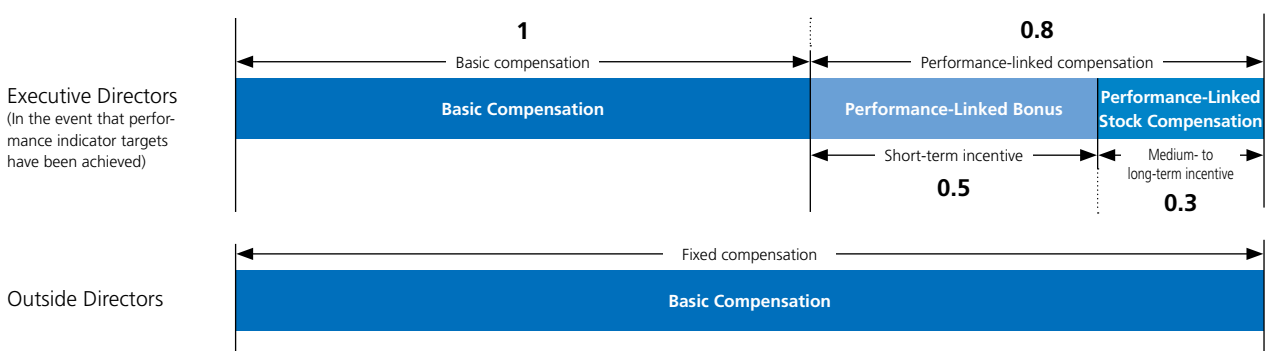 1
0.8
Basic compensation
Performance-linked compensation
Executive Directors
(In the event that perfor-
mance indicator targets
have been achieved)
Basic Compensation
Performance-Linked Bonus
Performance-Linked
Stock Compensation
Short-term incentive
0.5
Medium- to
long-term incentive
0.3
Fixed compensation
Outside Directors
Basic Compensation